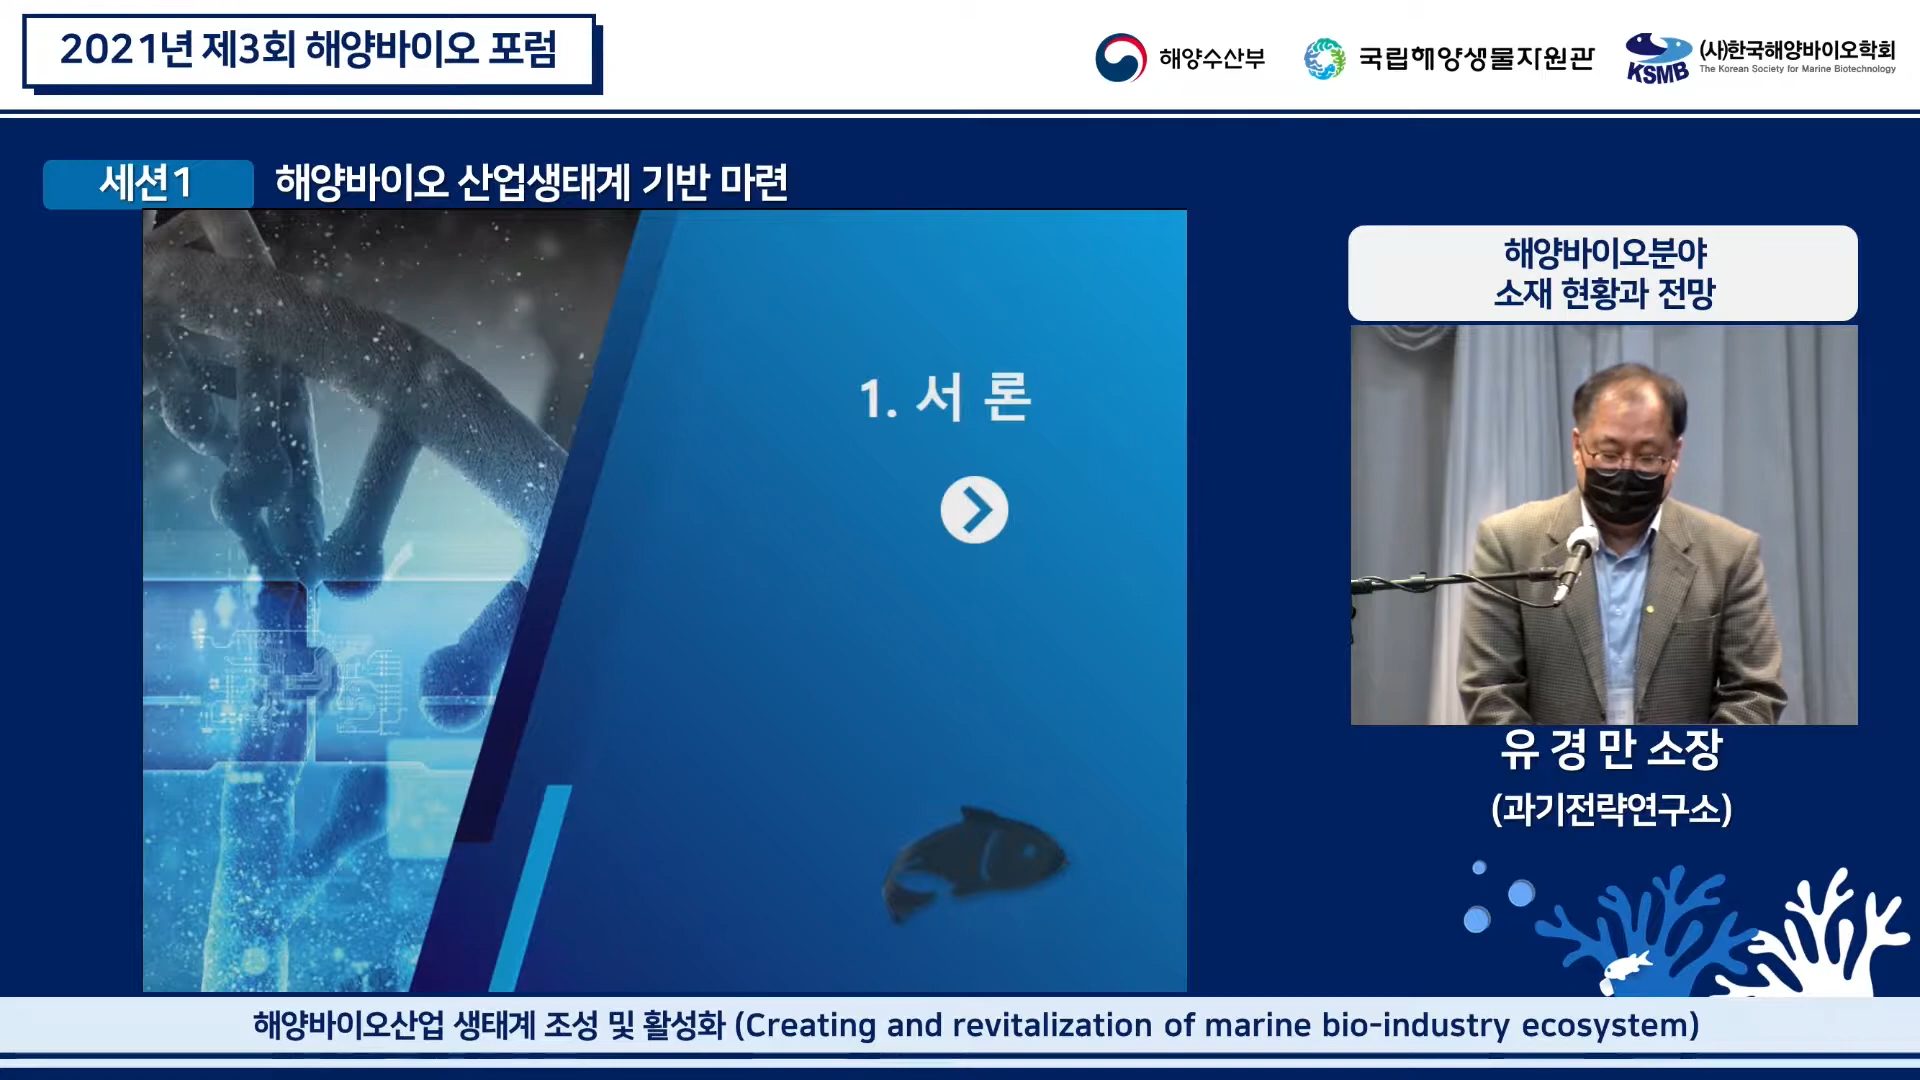 2021년 제3회 해양바이오 포럼
해양수산부
국립해양생물자원관
KSMB
(사)한국해양바이오학회
The Korean Society for Marine Biotechnology
세션1
해양바이오 산업생태계 기반 마련
해양바이오분야
소재 현황과 전망
1. 서 론
유 경 만 소장
(과기전략연구소)
해양바이오산업 생태계 조성 및 활성화 (Creating and revitalization of marine bio-industry ecosystem)